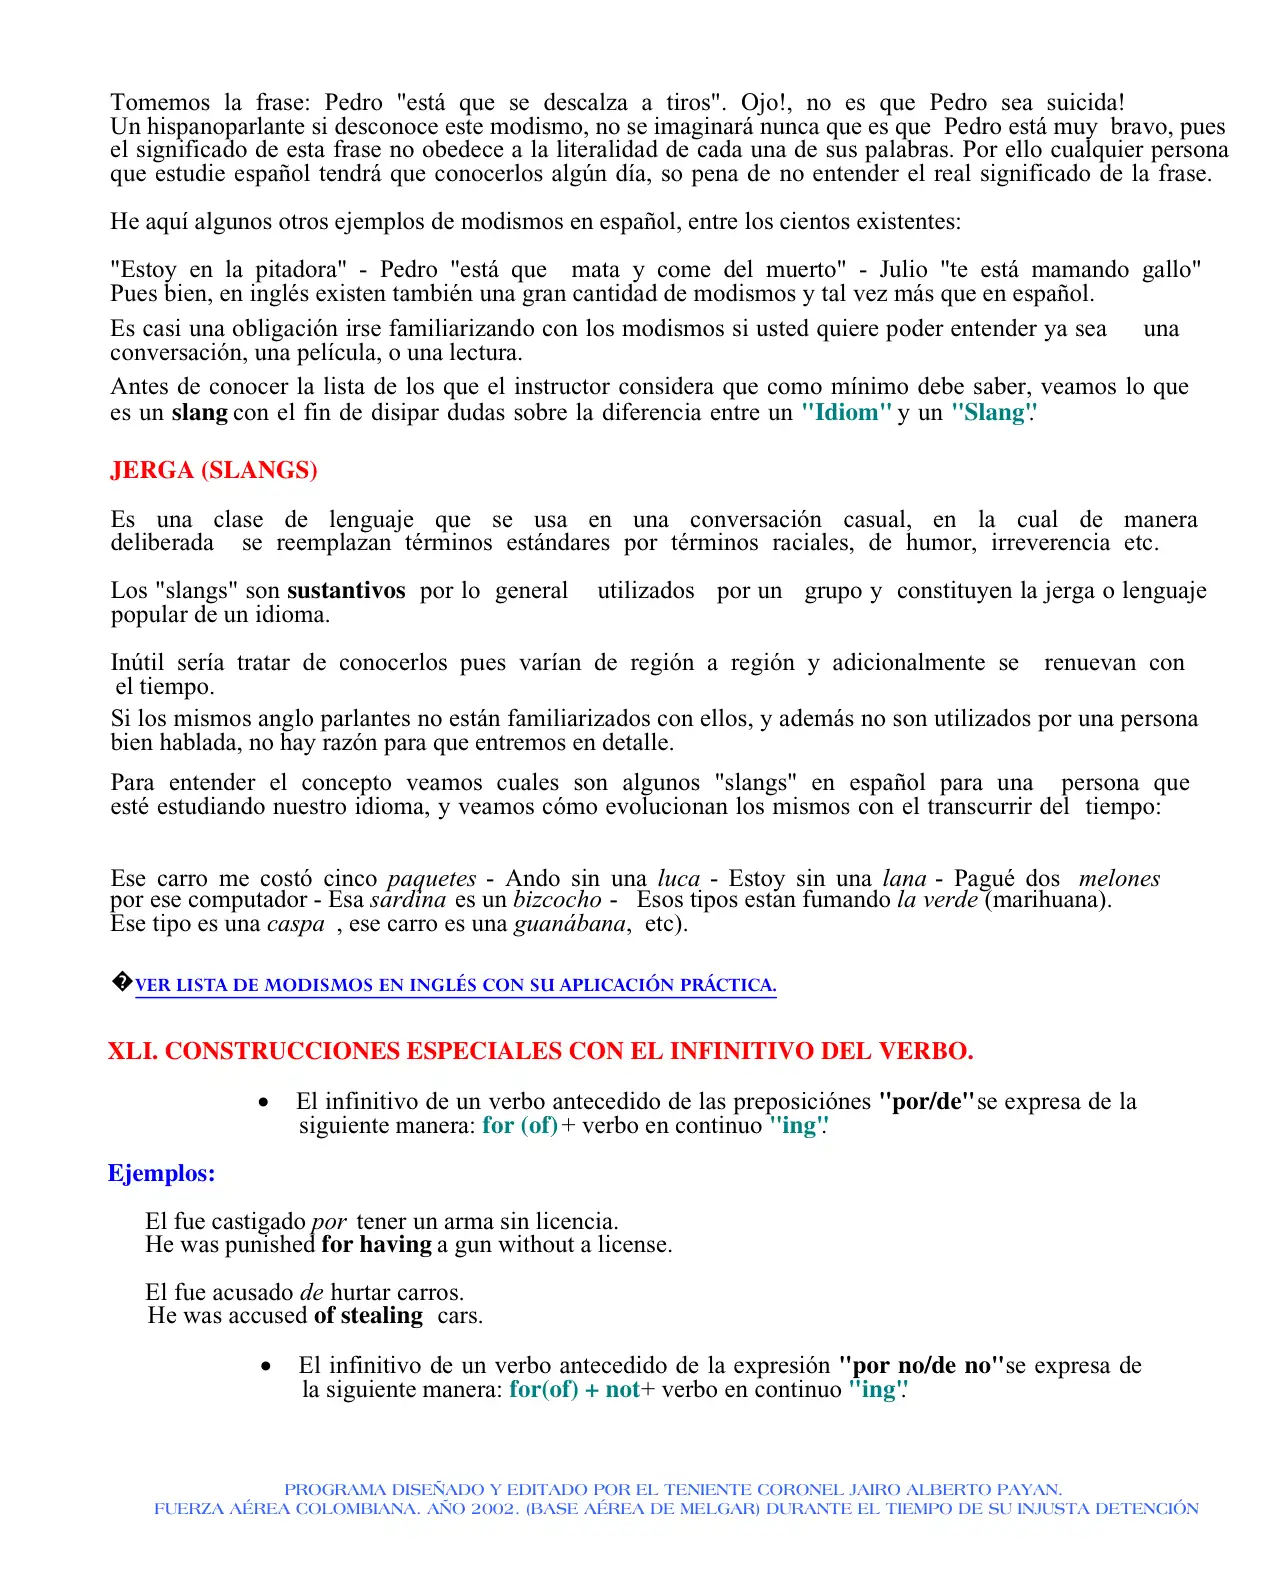 Tomemos la frase: Pedro "está que se descalza a tiros". Ojo!, no es que Pedro sea suicida!
Un hispanoparlante si desconoce este modismo, no se imaginará nunca que es que Pedro está muy bravo, pues
el significado de esta frase no obedece a la literalidad de cada una de sus palabras. Por ello cualquier persona
que estudie español tendrá que conocerlos algún día, so pena de no entender el real significado de la frase.
He aquí algunos otros ejemplos de modismos en español, entre los cientos existentes:
"Estoy en la pitadora" - Pedro "está que mata y come del muerto" - Julio "te está mamando gallo"
Pues bien, en inglés existen también una gran cantidad de modismos y tal vez más que en español.
Es casi una obligación irse familiarizando con los modismos si usted quiere poder entender ya sea una
conversación, una película, o una lectura.
Antes de conocer la lista de los que el instructor considera que como mínimo debe saber, veamos lo que
es un slang con el fin de disipar dudas sobre la diferencia entre un "Idiom" y un "Slang".
JERGA (SLANGS)
Es una clase de lenguaje que se usa en una conversación casual, en la cual de manera
deliberada se reemplazan términos estándares por términos raciales, de humor, irreverencia etc.
Los "slangs" son sustantivos por lo general utilizados por un grupo y constituyen la jerga o lenguaje
popular de un idioma.
Inútil sería tratar de conocerlos pues varían de región a región y adicionalmente se renuevan con
el tiempo.
Si los mismos anglo parlantes no están familiarizados con ellos, y además no son utilizados por una persona
bien hablada, no hay razón para que entremos en detalle.
Para entender el concepto veamos cuales son algunos "slangs" en español para una persona que
esté estudiando nuestro idioma, y veamos cómo evolucionan los mismos con el transcurrir del tiempo:
Ese carro me costó cinco paquetes - Ando sin una luca - Estoy sin una lana - Pagué dos melones
por ese computador - Esa sardina es un bizcocho - Esos tipos están fumando la verde (marihuana).
Ese tipo es una caspa , ese carro es una guanábana, etc).
�VER LISTA DE MODISMOS EN INGLÉS CON SU APLICACIÓN PRÁCTICA.
XLI. CONSTRUCCIONES ESPECIALES CON EL INFINITIVO DEL VERBO.
• El infinitivo de un verbo antecedido de las preposiciónes "por/de" se expresa de la
siguiente manera: for (of) + verbo en continuo "ing".
Ejemplos:
El fue castigado por tener un arma sin licencia.
He was punished for having a gun without a license.
El fue acusado de hurtar carros.
He was accused of stealing cars.
• El infinitivo de un verbo antecedido de la expresión "por no/de no" se expresa de
la siguiente manera: for(of) + not+ verbo en continuo "ing".
PROGRAMA DISEÑADO Y EDITADO POR EL TENIENTE CORONEL JAIRO ALBERTO PAYAN.
FUERZA AÉREA COLOMBIANA. AÑO 2002. (BASE AÉREA DE MELGAR) DURANTE EL TIEMPO DE SU INJUSTA DETENCIÓN